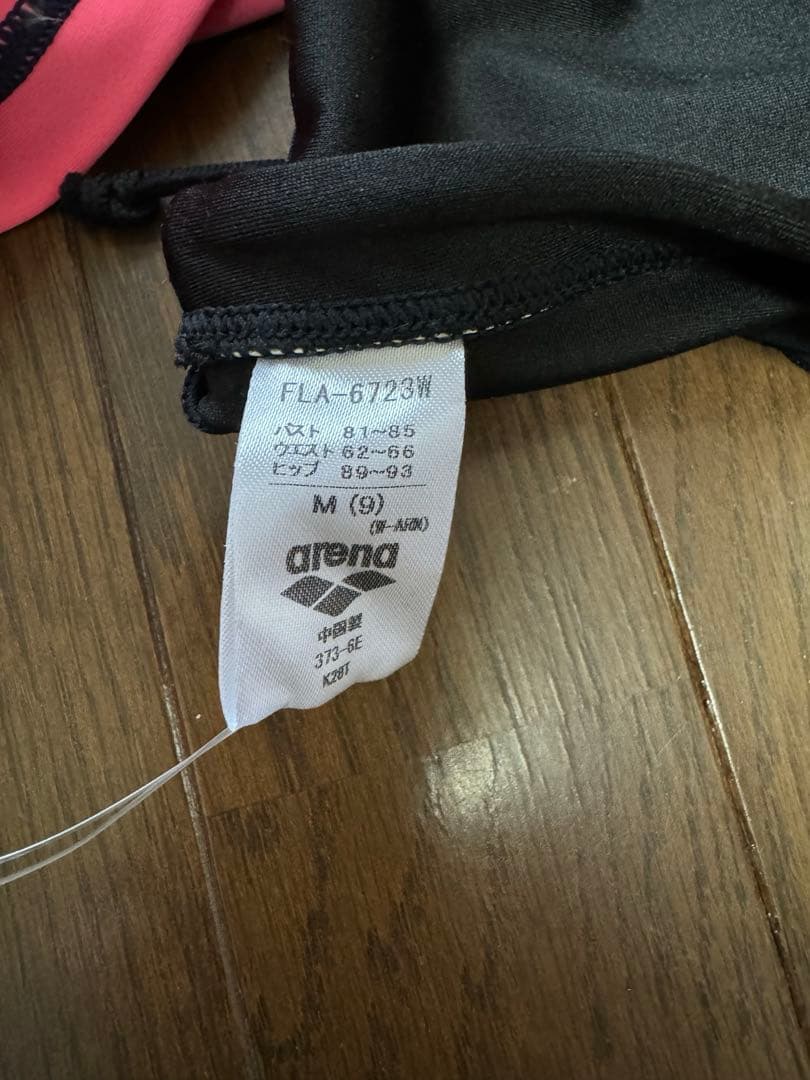 FLA-6723W
バスト 81~85
ウエスト 62~66
ヒップ 89~93
M (9)
(W-ARN)
arena
中国製
373-6E
K28T